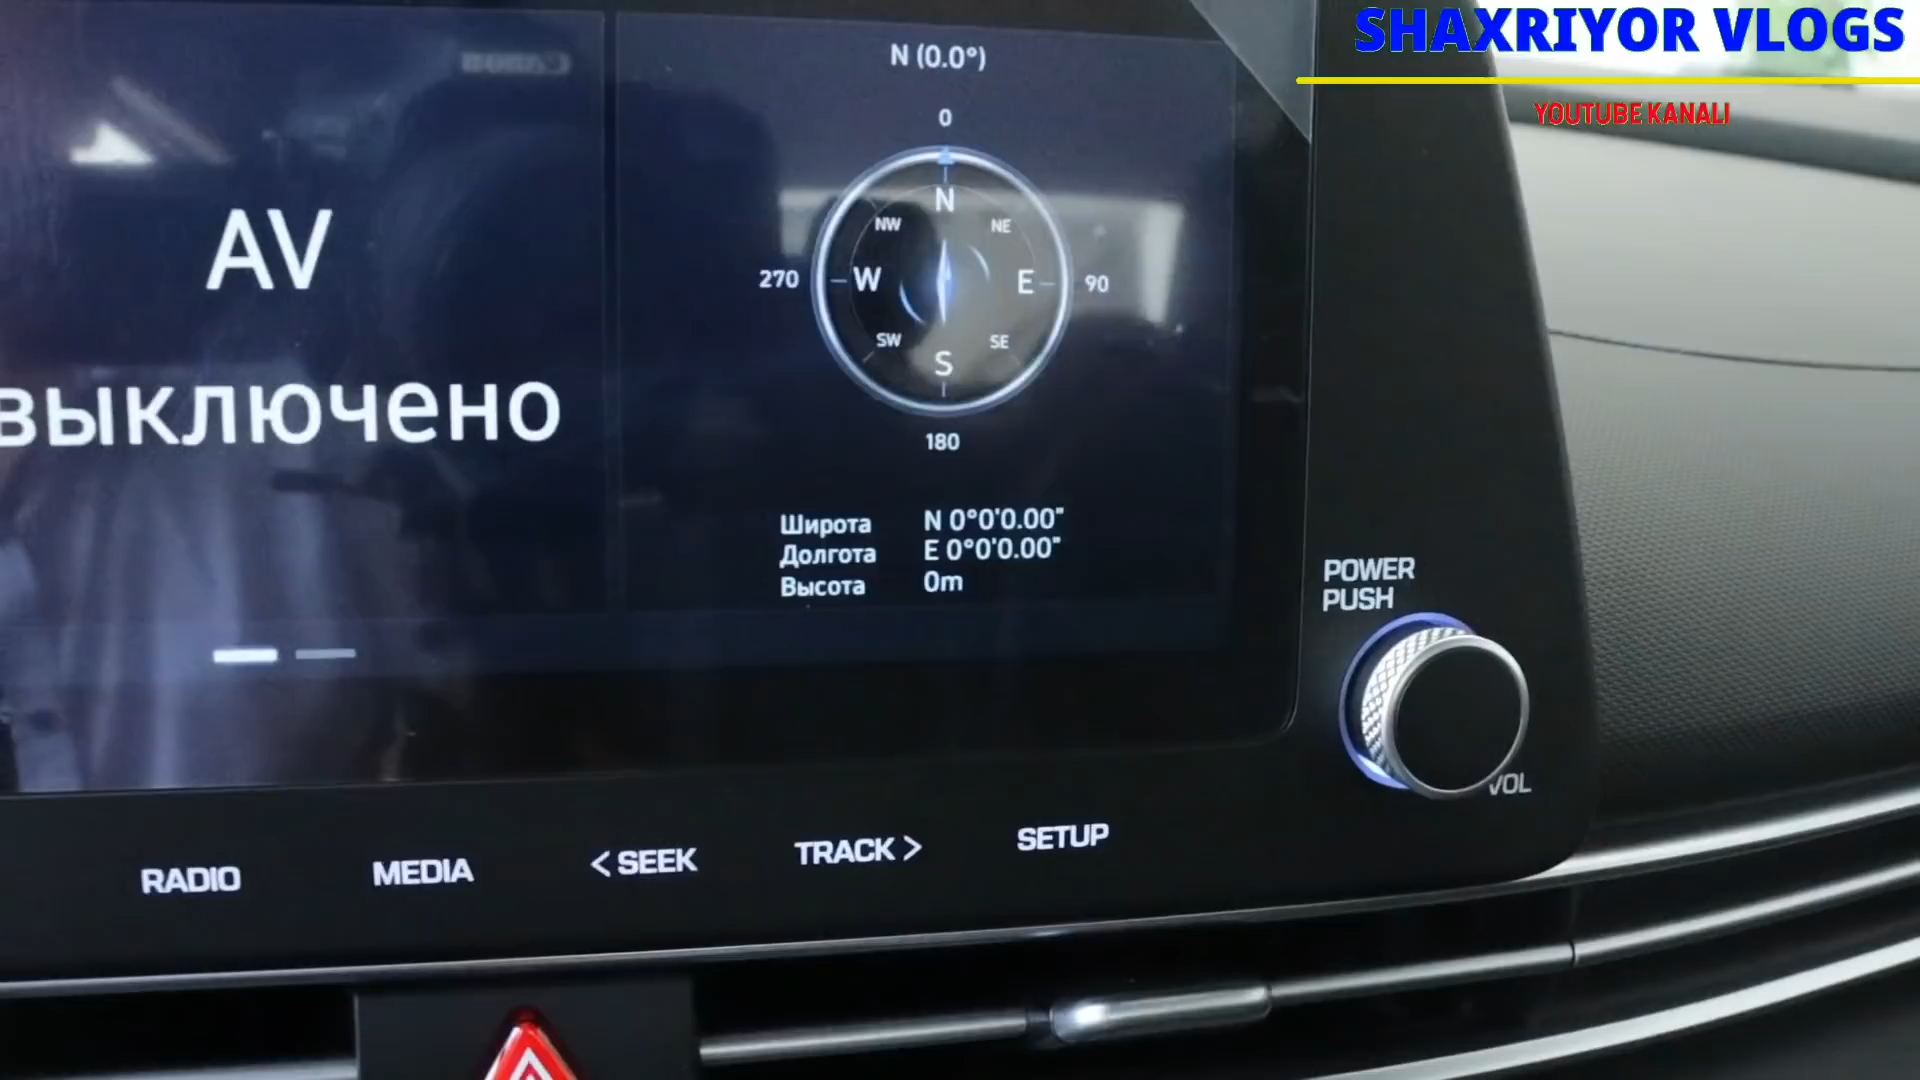 SHAXRIYOR VLOGS
YOUTUBE KANALI
AV
выключено
N (0.0°)
0
N
NW
NE
270
W
E
90
SW
SE
S
180
Широта N 0°0'0.00"
Долгота E 0°0'0.00"
Высота 0m
POWER
PUSH
VOL
RADIO
MEDIA
< SEEK
TRACK >
SETUP